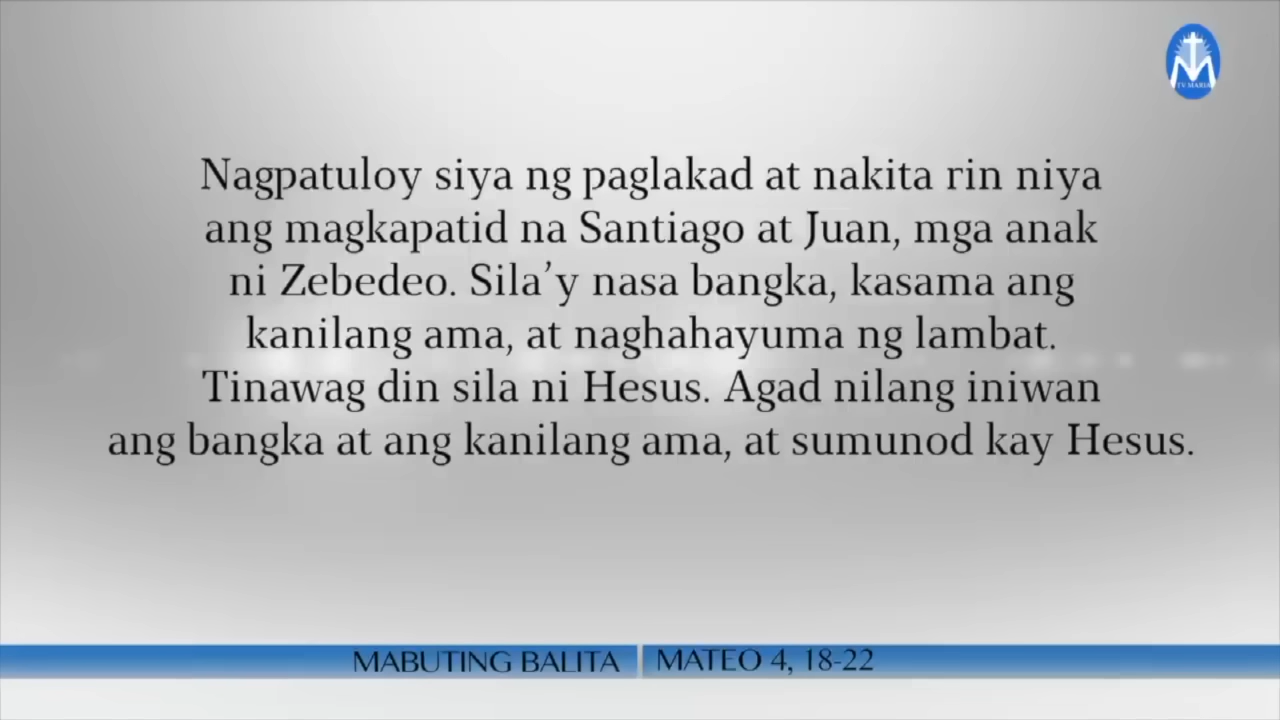 TV MARIA
Nagpatuloy siya ng paglakad at nakita rin niya
ang magkapatid na Santiago at Juan, mga anak
ni Zebedeo. Sila’y nasa bangka, kasama ang
kanilang ama, at naghahayuma ng lambat.
Tinawag din sila ni Hesus. Agad nilang iniwan
ang bangka at ang kanilang ama, at sumunod kay Hesus.
MABUTING BALITA MATEO 4, 18-22